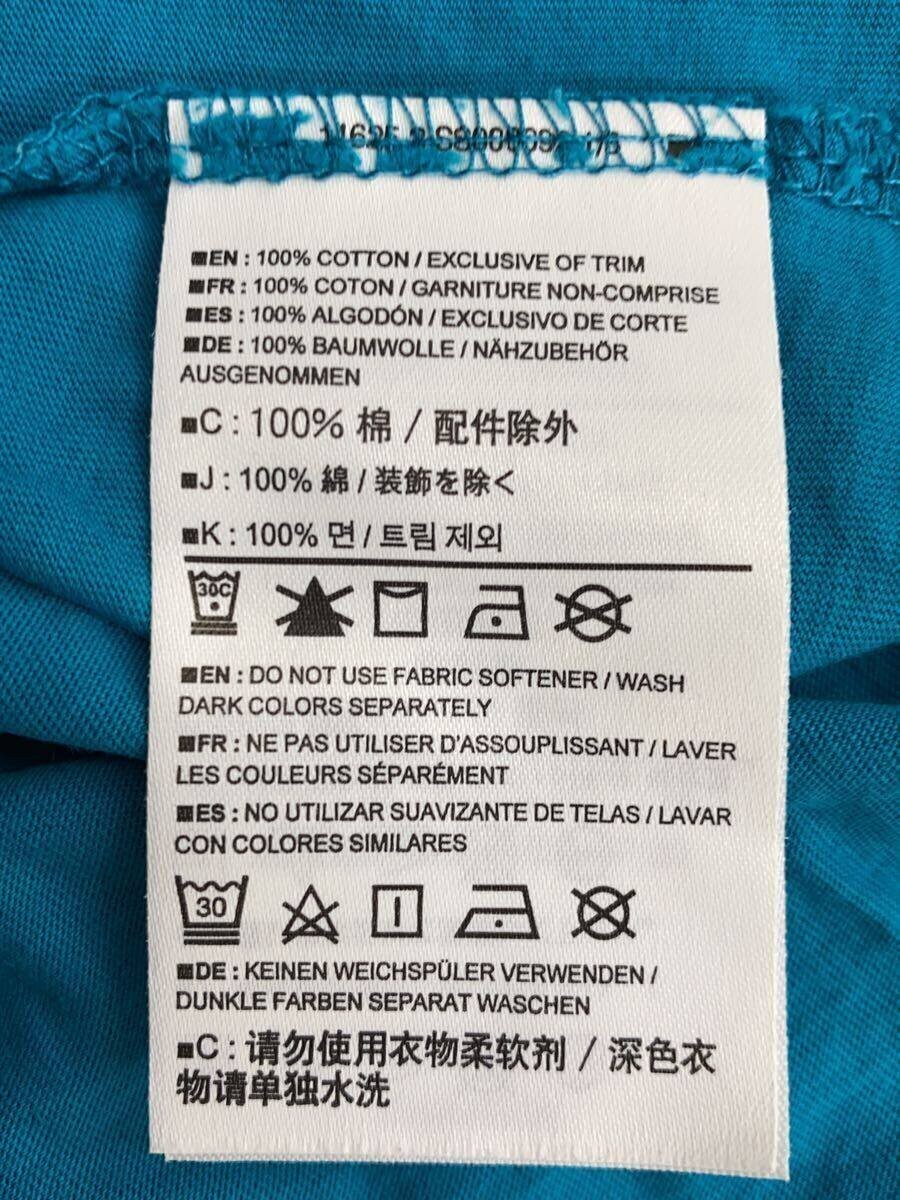 EN : 100% COTTON / EXCLUSIVE OF TRIM
FR : 100% COTON / GARNITURE NON-COMPRISE
ES : 100% ALGODÓN / EXCLUSIVO DE CORTE
DE : 100% BAUMWOLLE / NÄHZUBEHÖR
AUSGENOMMEN
C : 100% 棉 / 配件除外
J : 100% 綿 / 装飾を除く
K : 100% 면 / 트림 제외
30C
EN : DO NOT USE FABRIC SOFTENER / WASH
DARK COLORS SEPARATELY
FR : NE PAS UTILISER D'ASSOUPLISSANT / LAVER
LES COULEURS SÉPARÉMENT
ES : NO UTILIZAR SUAVIZANTE DE TELAS / LAVAR
CON COLORES SIMILARES
30
DE : KEINEN WEICHSPÜLER VERWENDEN /
DUNKLE FARBEN SEPARAT WASCHEN
C : 请勿使用衣物柔软剂 / 深色衣
物请单独水洗